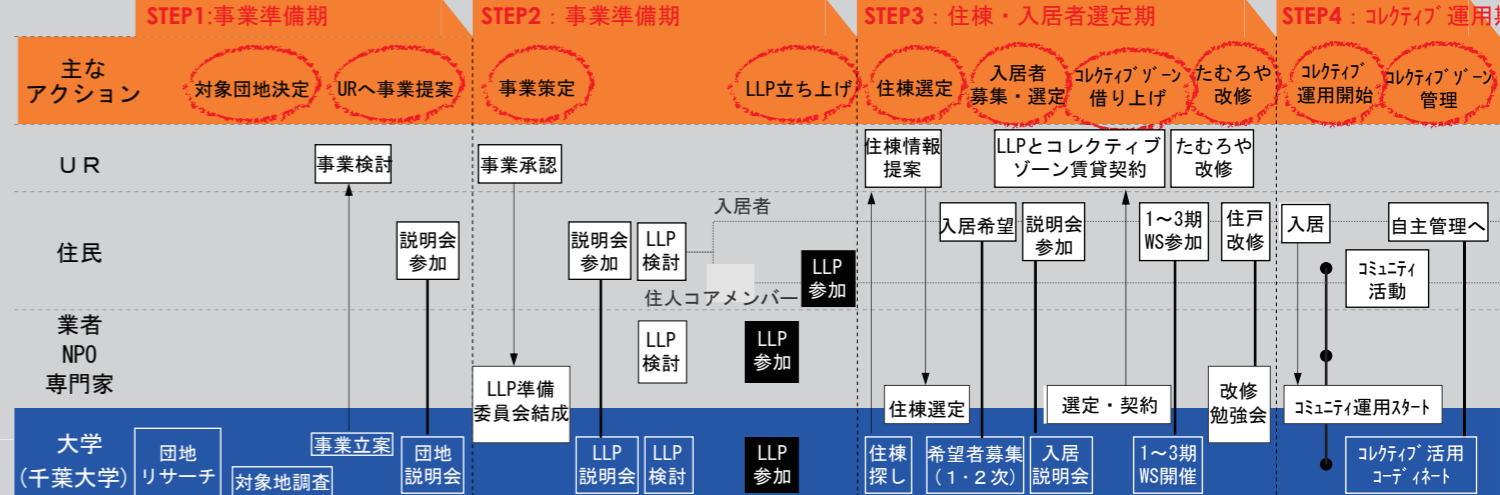 STEP1:事業準備期
STEP2：事業準備期
STEP3：住棟・入居者選定期
STEP4：コレクティブ運用期
主な
アクション
対象団地決定
URへ事業提案
事業策定
LLP立ち上げ
住棟選定
入居者
募集・選定
コレクティブゾーン
借り上げ
たむろや
改修
コレクティブ
運用開始
コレクティブゾーン
管理
ＵＲ
事業検討
事業承認
住棟情報
提案
LLPとコレクティブ
ゾーン賃貸契約
たむろや
改修
住民
説明会
参加
説明会
参加
LLP
検討
入居者
住人コアメンバー
LLP
参加
入居希望
説明会
参加
1～3期
WS参加
住戸
改修
入居
コミュニティ
活動
自主管理へ
業者
NPO
専門家
LLP準備
委員会結成
LLP
検討
LLP
参加
住棟選定
選定・契約
改修
勉強会
コミュニティ運用スタート
大学
(千葉大学)
団地
リサーチ
対象地調査
事業立案
団地
説明会
LLP
説明会
LLP
検討
LLP
参加
住棟
探し
希望者募集
（１・２次）
入居
説明会
1～3期
WS開催
コレクティブ活用
コーディネート